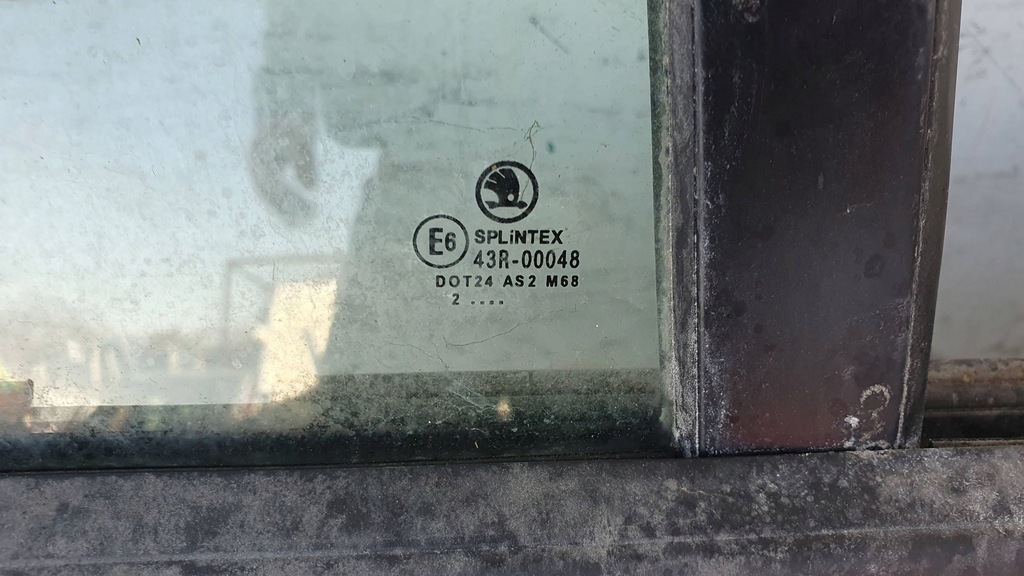 E6
SPLiNTEX
43R-00048
DOT24 AS2 M68
2 ....